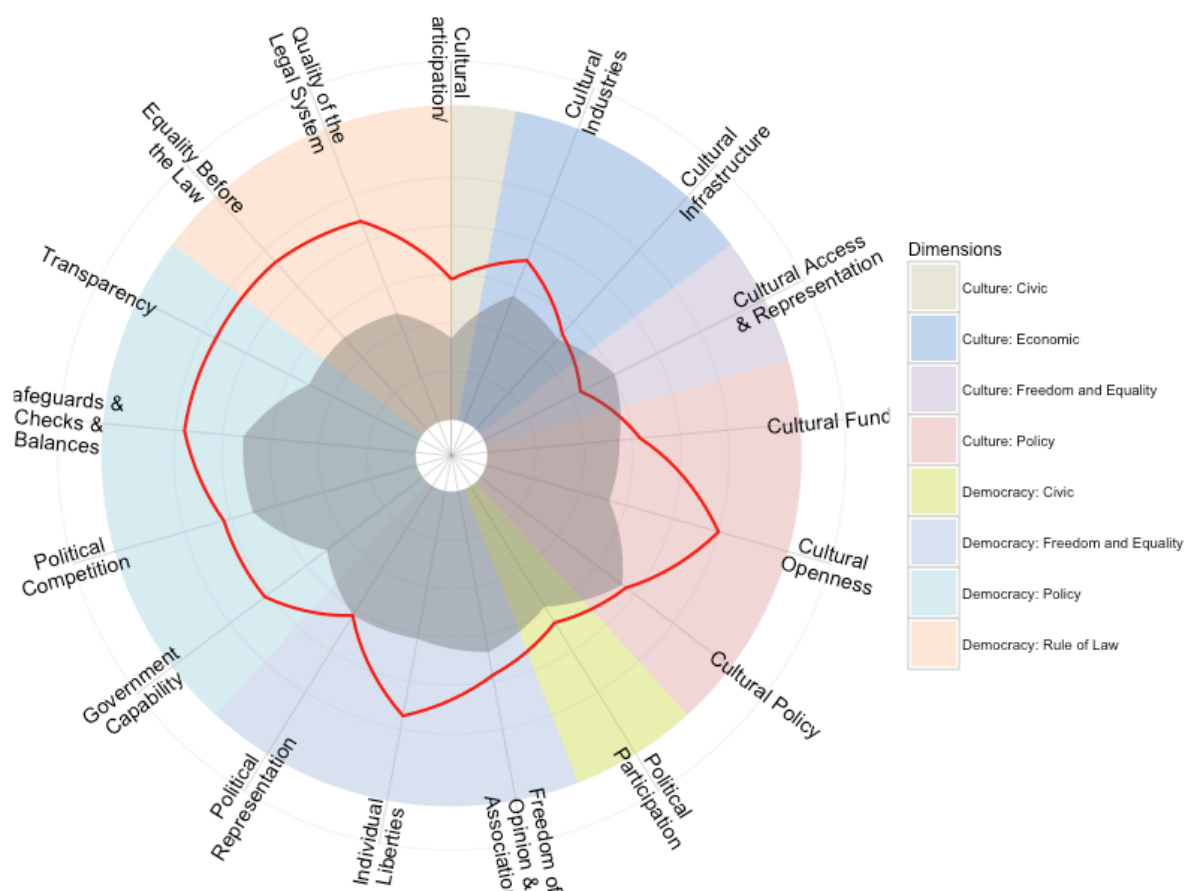 Cultural
articipation/
Cultural
Industries
Cultural
Infrastructure
Cultural Access
& Representation
Cultural Fund
Cultural
Openness
Cultural Policy
Political
Participation
Freedom of
Opinion &
Associatio
Individual
Liberties
Political
Representation
Government
Capability
Political
Competition
afeguards &
Checks &
Balances
Transparency
Equality Before
the Law
Quality of the
Legal System
Dimensions
Culture: Civic
Culture: Economic
Culture: Freedom and Equality
Culture: Policy
Democracy: Civic
Democracy: Freedom and Equality
Democracy: Policy
Democracy: Rule of Law